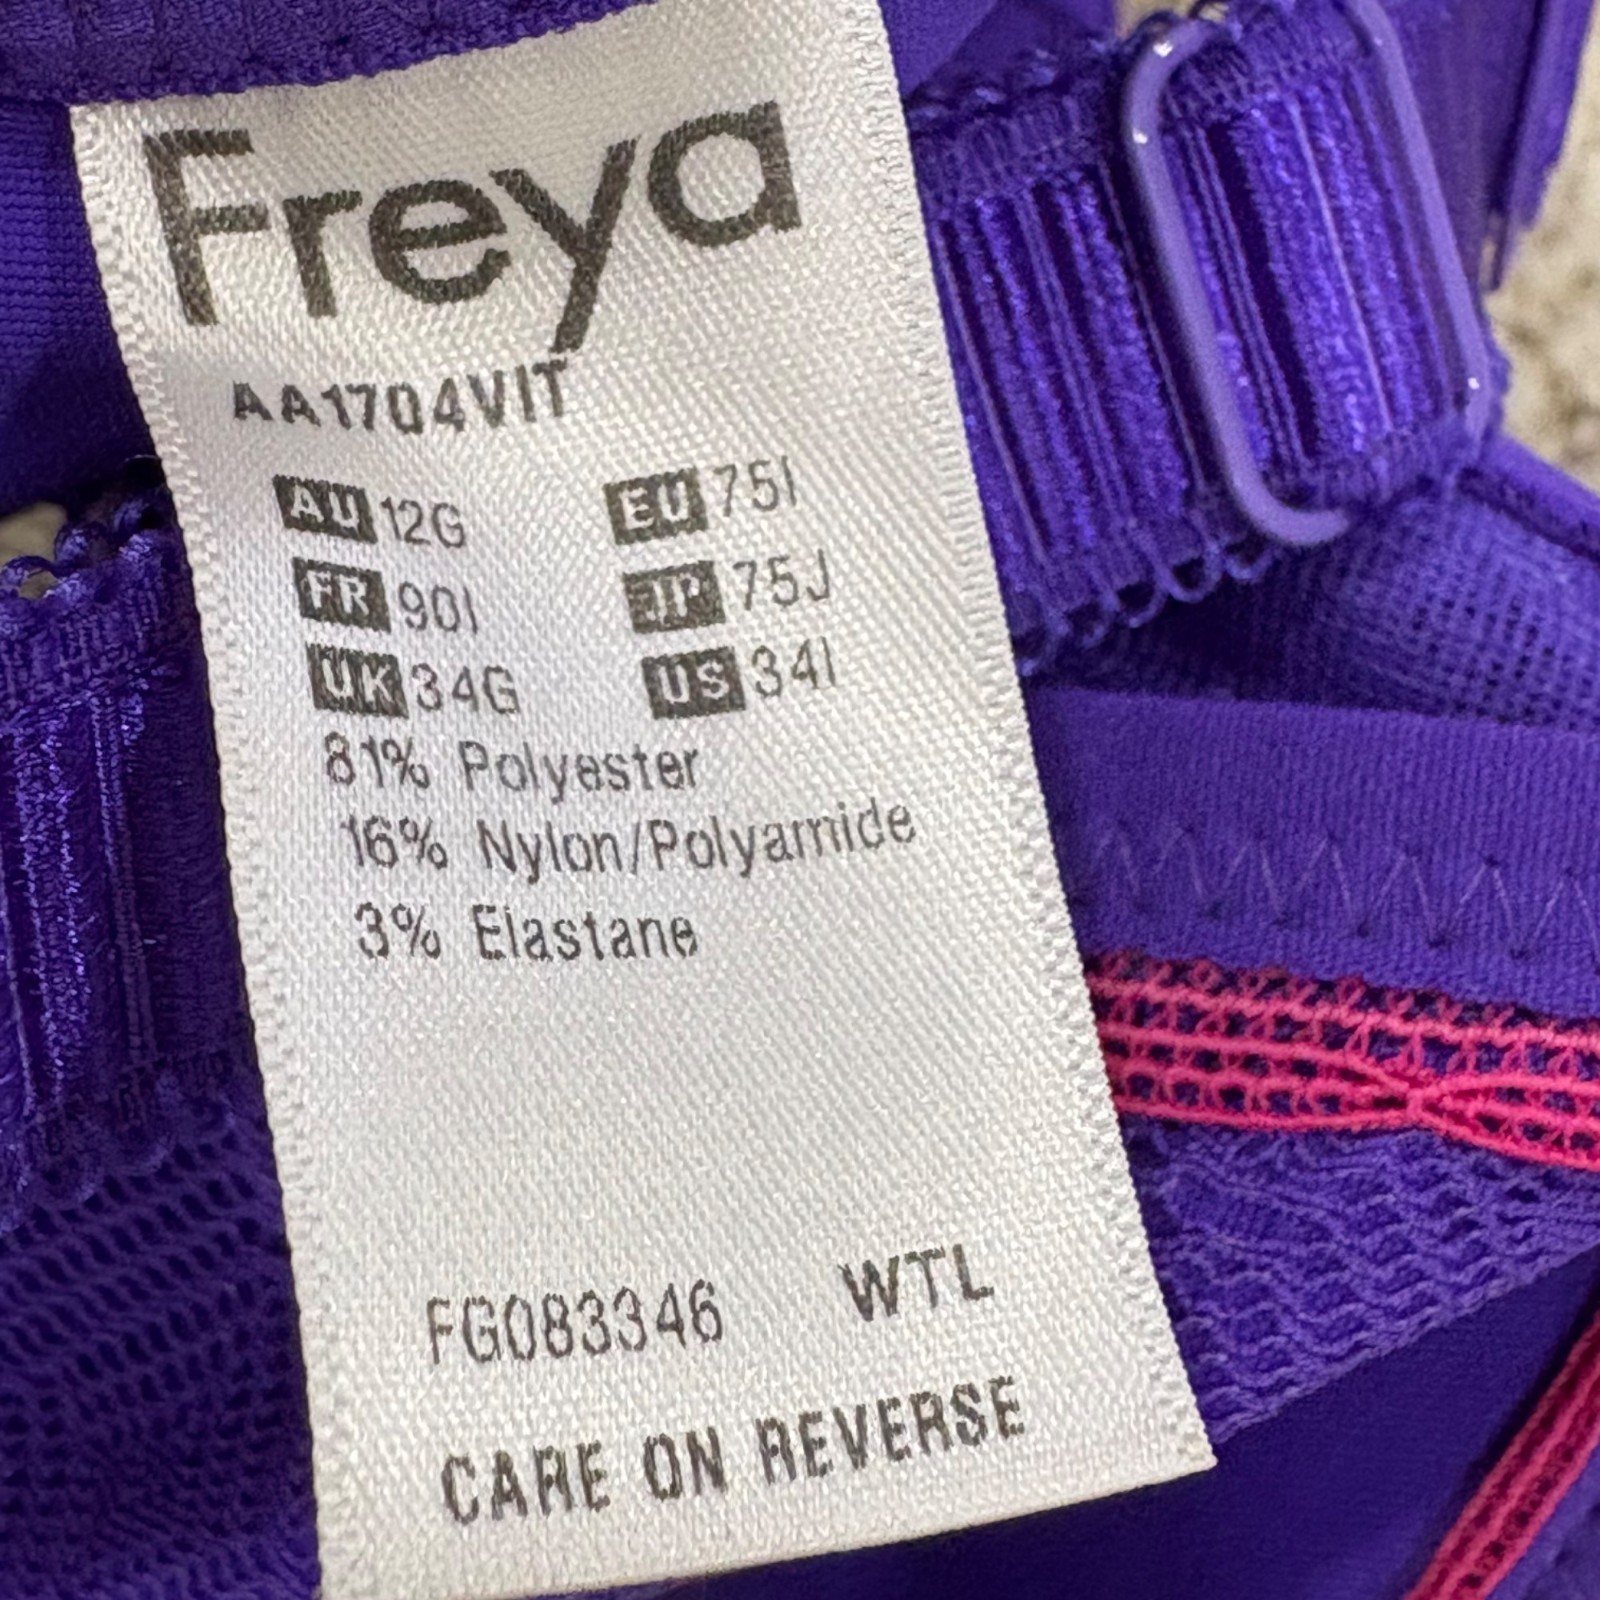 Freya
AA1704VIT
AU 12G EU 75I
FR 90I JP 75J
UK 34G US 34I
81% Polyester
16% Nylon/Polyamide
3% Elastane
FG083346 WTL
CARE ON REVERSE